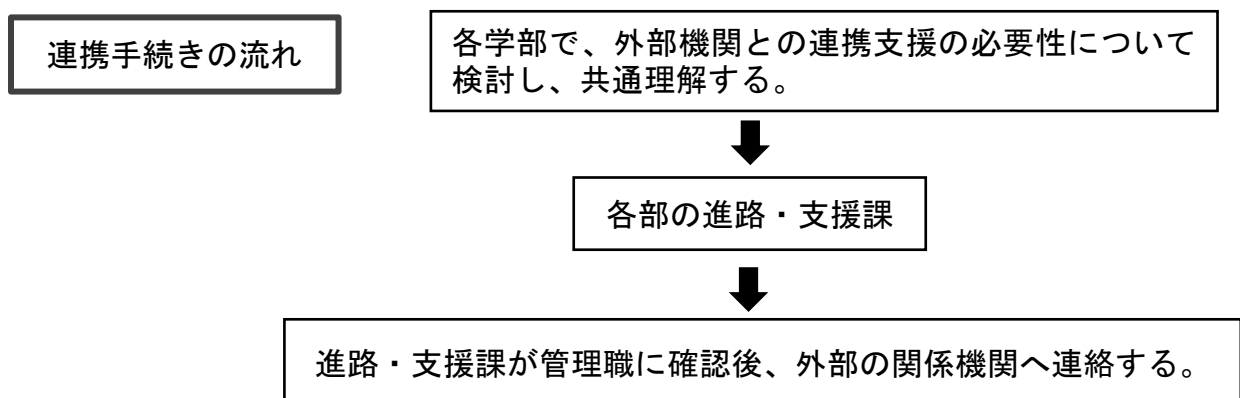 連携手続きの流れ
各学部で、外部機関との連携支援の必要性について
検討し、共通理解する。
各部の進路・支援課
進路・支援課が管理職に確認後、外部の関係機関へ連絡する。